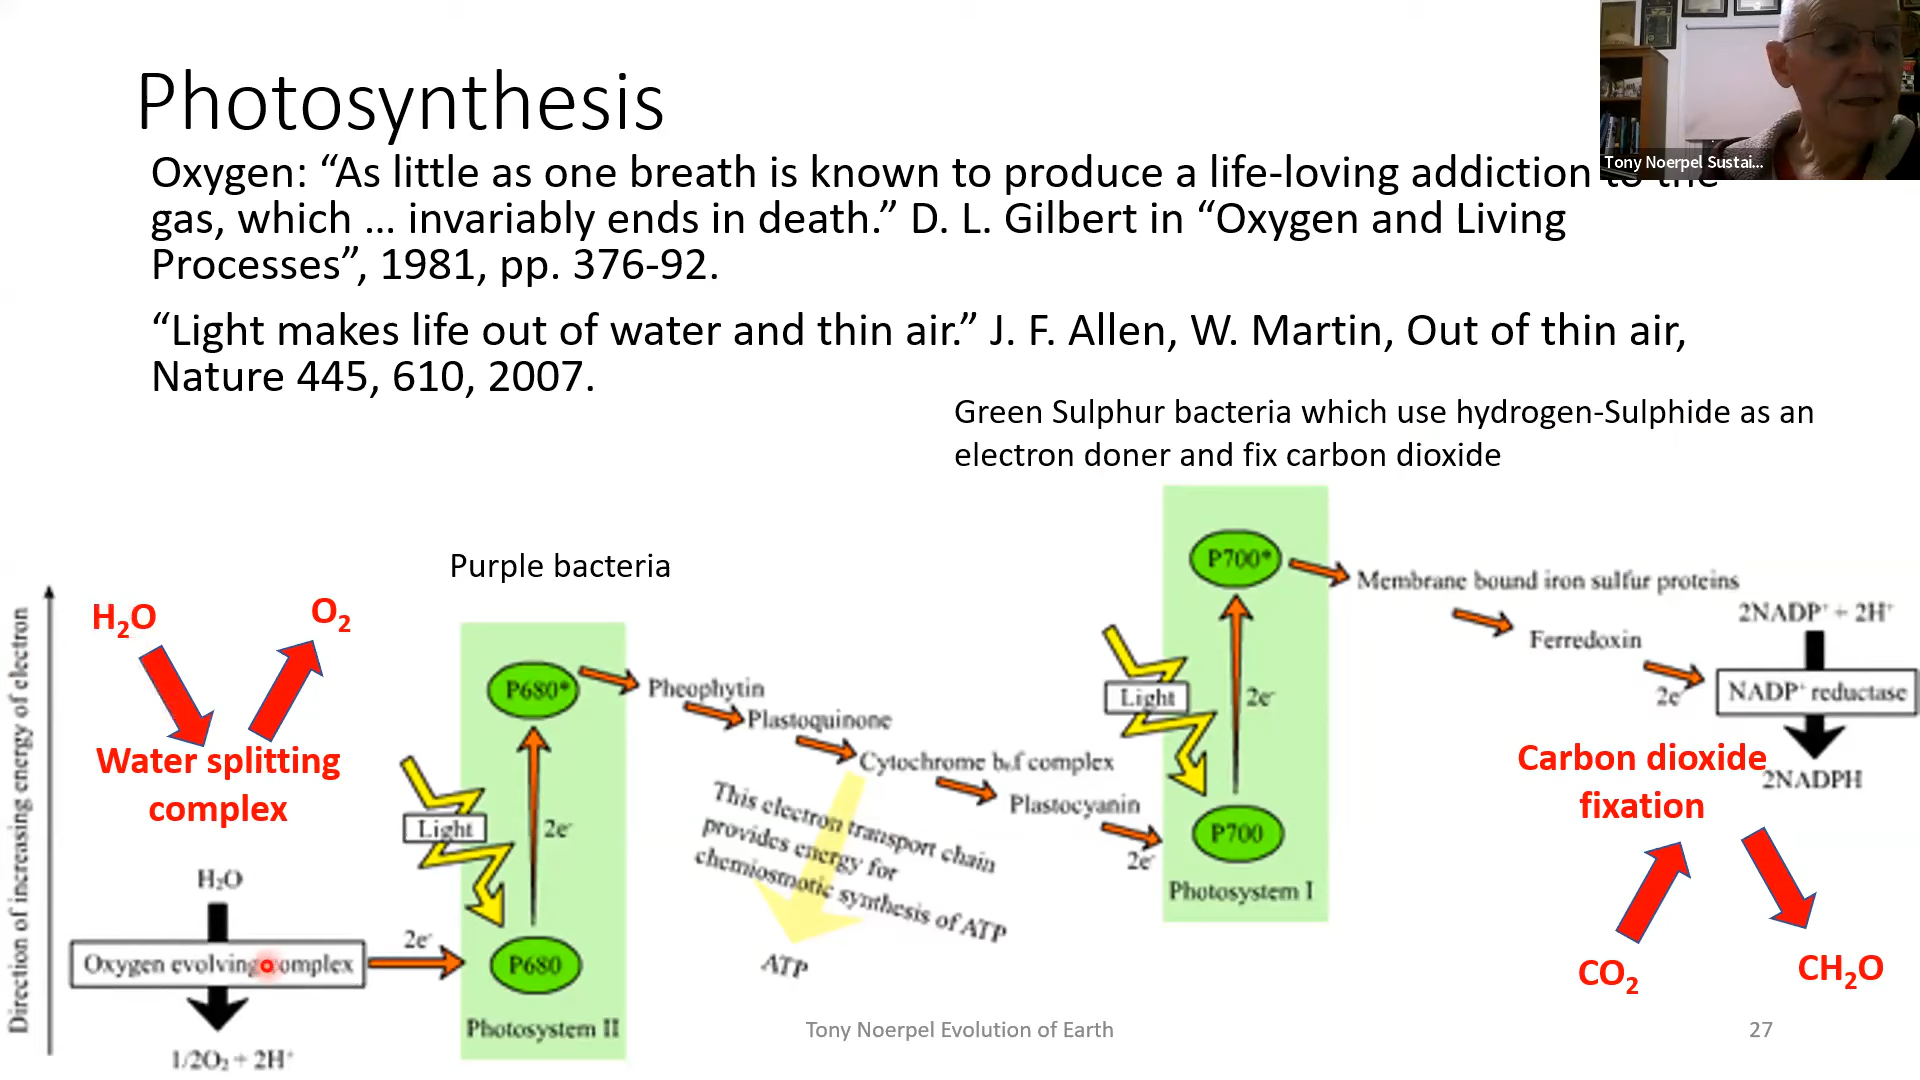 Photosynthesis
Oxygen: “As little as one breath is known to produce a life-loving addiction to the
gas, which … invariably ends in death.” D. L. Gilbert in “Oxygen and Living
Processes”, 1981, pp. 376-92.
“Light makes life out of water and thin air.” J. F. Allen, W. Martin, Out of thin air,
Nature 445, 610, 2007.
Tony Noerpel Sustai...
Green Sulphur bacteria which use hydrogen-Sulphide as an
electron doner and fix carbon dioxide
Purple bacteria
Direction of increasing energy of electron
H₂O
O₂
Water splitting
complex
H₂O
Oxygen evolving complex
1/2O₂ + 2H⁺
2e⁻
P680*
Light
2e⁻
P680
Photosystem II
Pheophytin
Plastoquinone
Cytochrome b₆f complex
Plastocyanin
2e⁻
This electron transport chain
provides energy for
chemiosmotic synthesis of ATP
ATP
P700*
Light
2e⁻
P700
Photosystem I
Membrane bound iron sulfur proteins
Ferredoxin
2e⁻
2NADP⁺ + 2H⁺
NADP⁺ reductase
2NADPH
Carbon dioxide
fixation
CO₂
CH₂O
Tony Noerpel Evolution of Earth
27